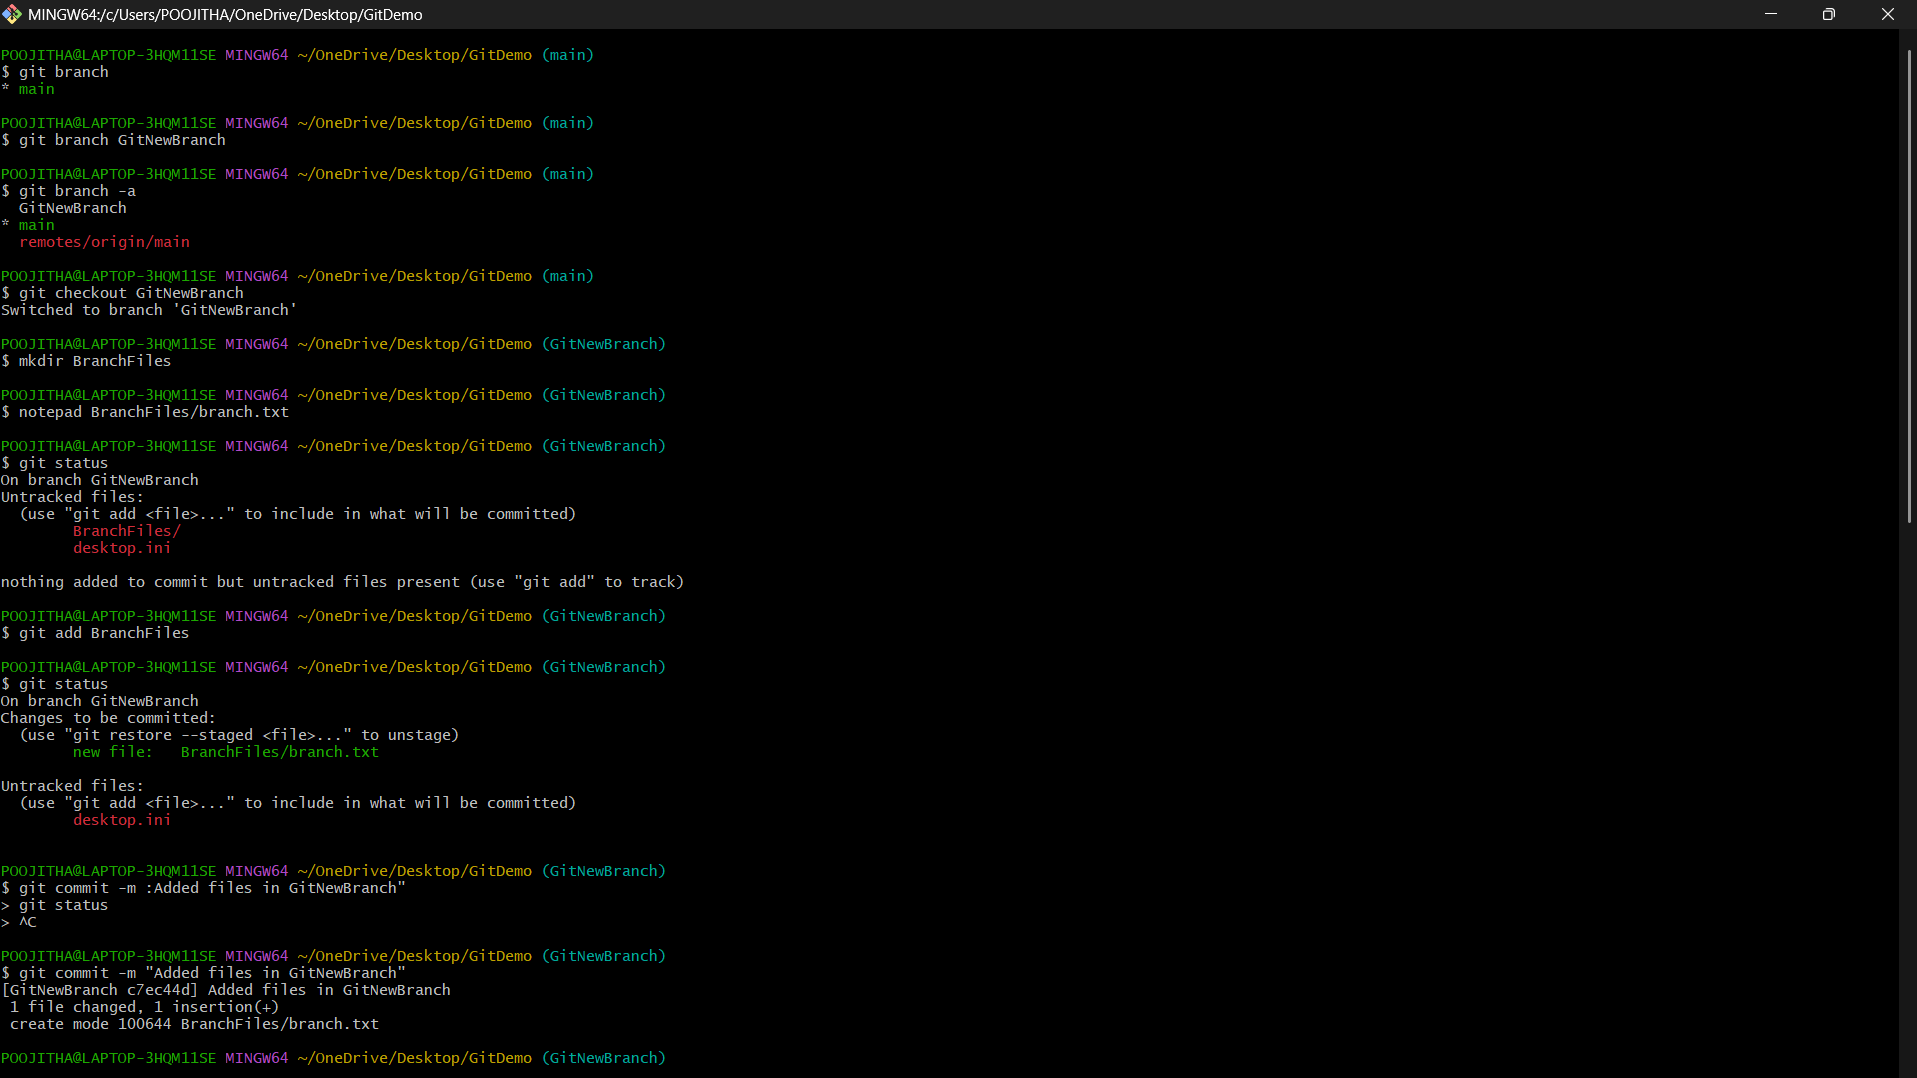 MINGW64:/c/Users/POOJITHA/OneDrive/Desktop/GitDemo
POOJITHA@LAPTOP-3HQM11SE MINGW64 ~/OneDrive/Desktop/GitDemo (main)
$ git branch
* main
POOJITHA@LAPTOP-3HQM11SE MINGW64 ~/OneDrive/Desktop/GitDemo (main)
$ git branch GitNewBranch
POOJITHA@LAPTOP-3HQM11SE MINGW64 ~/OneDrive/Desktop/GitDemo (main)
$ git branch -a
  GitNewBranch
* main
  remotes/origin/main
POOJITHA@LAPTOP-3HQM11SE MINGW64 ~/OneDrive/Desktop/GitDemo (main)
$ git checkout GitNewBranch
Switched to branch 'GitNewBranch'
POOJITHA@LAPTOP-3HQM11SE MINGW64 ~/OneDrive/Desktop/GitDemo (GitNewBranch)
$ mkdir BranchFiles
POOJITHA@LAPTOP-3HQM11SE MINGW64 ~/OneDrive/Desktop/GitDemo (GitNewBranch)
$ notepad BranchFiles/branch.txt
POOJITHA@LAPTOP-3HQM11SE MINGW64 ~/OneDrive/Desktop/GitDemo (GitNewBranch)
$ git status
On branch GitNewBranch
Untracked files:
  (use "git add <file>..." to include in what will be committed)
        BranchFiles/
        desktop.ini
nothing added to commit but untracked files present (use "git add" to track)
POOJITHA@LAPTOP-3HQM11SE MINGW64 ~/OneDrive/Desktop/GitDemo (GitNewBranch)
$ git add BranchFiles
POOJITHA@LAPTOP-3HQM11SE MINGW64 ~/OneDrive/Desktop/GitDemo (GitNewBranch)
$ git status
On branch GitNewBranch
Changes to be committed:
  (use "git restore --staged <file>..." to unstage)
        new file:   BranchFiles/branch.txt
Untracked files:
  (use "git add <file>..." to include in what will be committed)
        desktop.ini
POOJITHA@LAPTOP-3HQM11SE MINGW64 ~/OneDrive/Desktop/GitDemo (GitNewBranch)
$ git commit -m :Added files in GitNewBranch"
> git status
> ^C
POOJITHA@LAPTOP-3HQM11SE MINGW64 ~/OneDrive/Desktop/GitDemo (GitNewBranch)
$ git commit -m "Added files in GitNewBranch"
[GitNewBranch c7ec44d] Added files in GitNewBranch
 1 file changed, 1 insertion(+)
 create mode 100644 BranchFiles/branch.txt
POOJITHA@LAPTOP-3HQM11SE MINGW64 ~/OneDrive/Desktop/GitDemo (GitNewBranch)